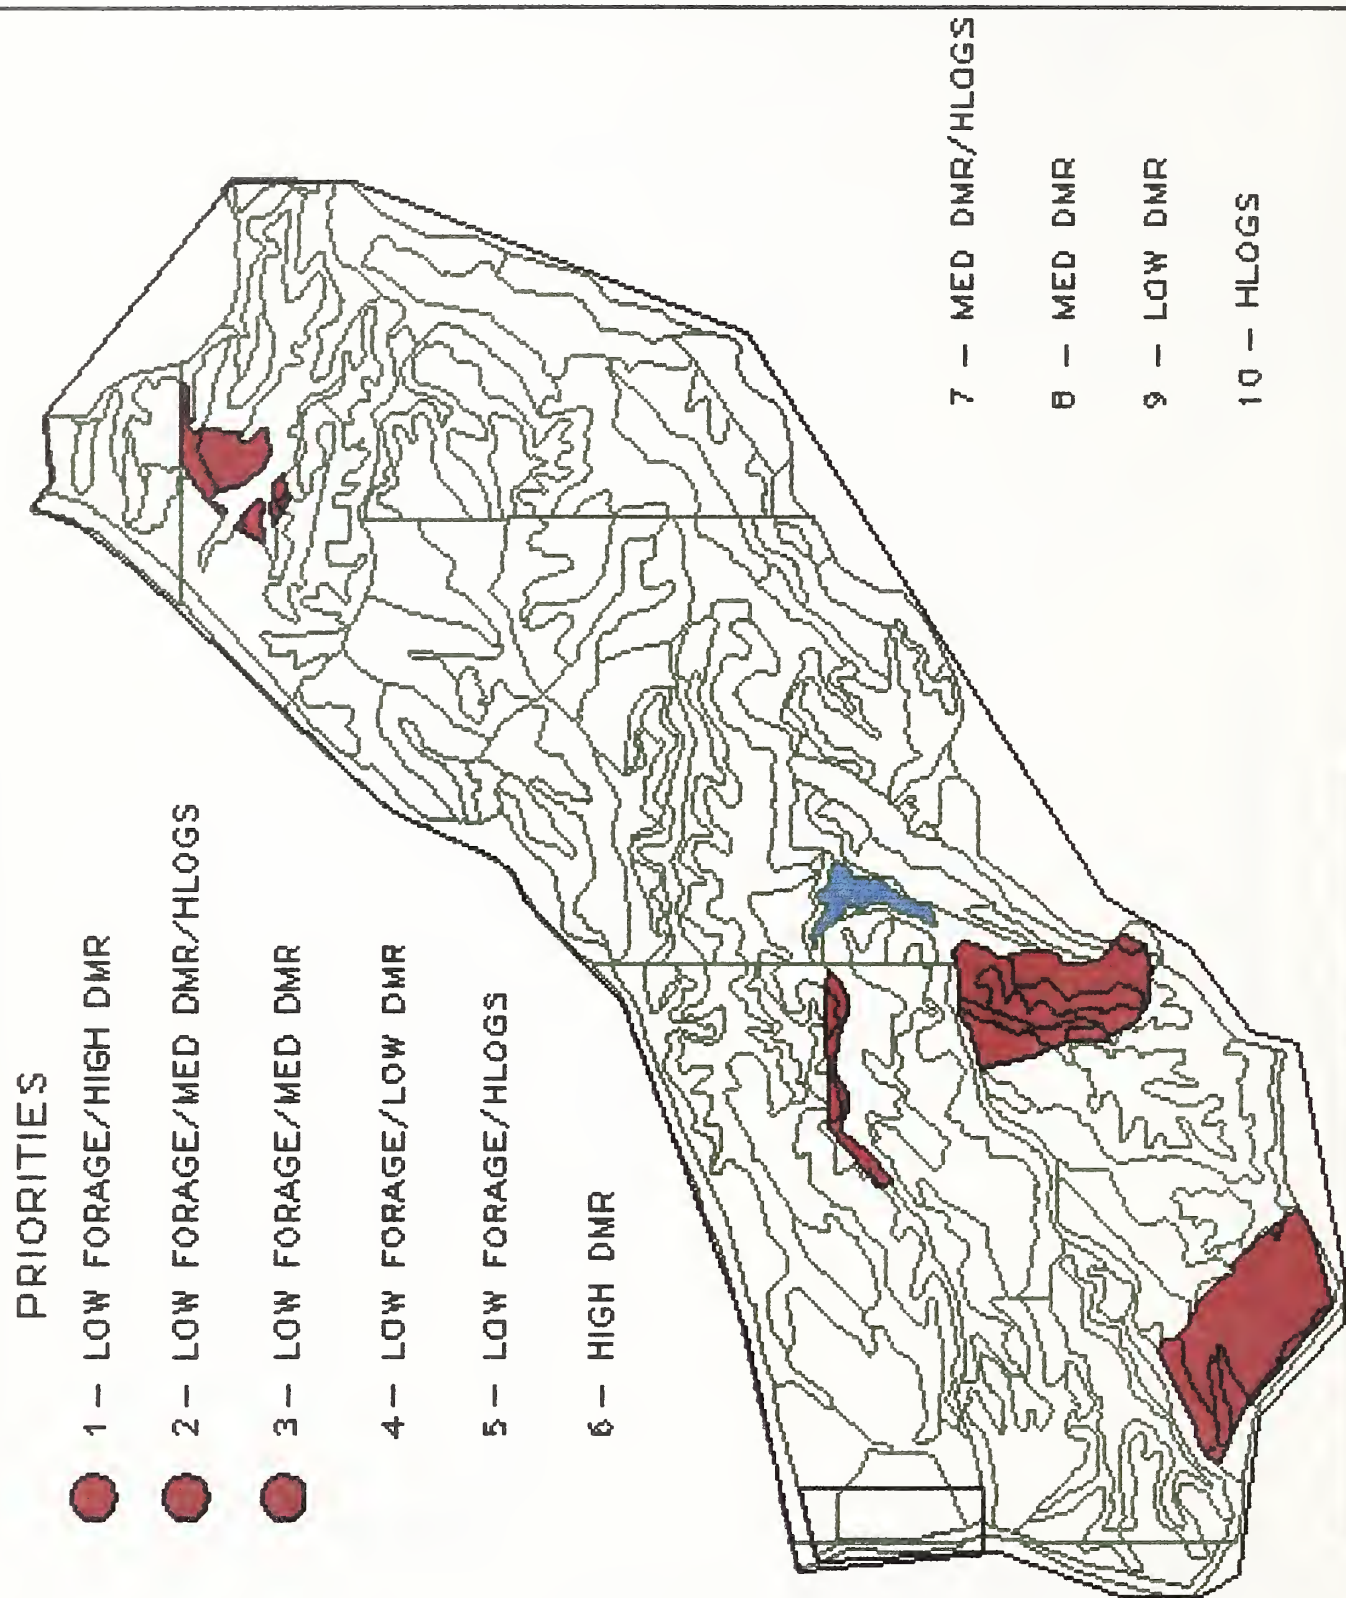 PRIORITIES
1 - LOW FORAGE/HIGH DMR
2 - LOW FORAGE/MED DMR/HLOGS
3 - LOW FORAGE/MED DMR
4 - LOW FORAGE/LOW DMR
5 - LOW FORAGE/HLOGS
6 - HIGH DMR
7 - MED DMR/HLOGS
8 - MED DMR
9 - LOW DMR
10 - HLOGS